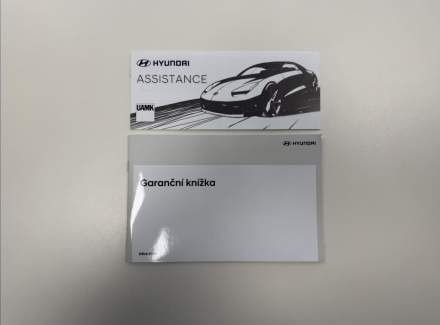 HYUNDAI
ASSISTANCE
UAMK
HYUNDAI
Garanční knížka